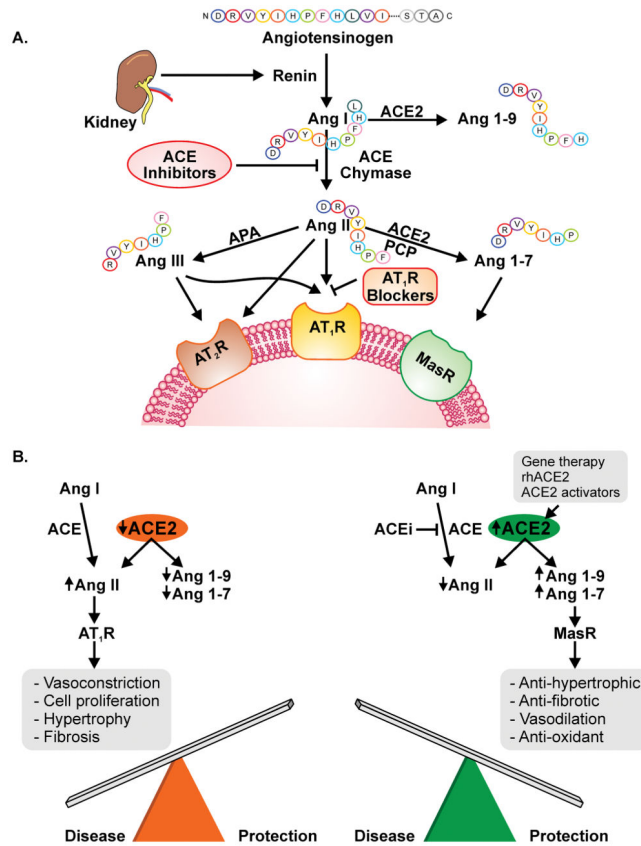 N D R V Y I H P F H L V I S T A C
A.
Angiotensinogen
Renin
Kidney
Ang I
L
H
F
P
H
I
Y
V
R
D
ACE2
Ang 1-9
D
R
V
Y
I
H
P
F
H
ACE
Inhibitors
ACE
Chymase
Ang II
D R V
Y
I
H
P
F
APA
ACE2
PCP
R V Y I H P F
Ang III
D R V Y I H P
Ang 1-7
AT1R
Blockers
AT2R
AT1R
MasR
B.
Ang I
ACE
ACE2
Ang II
Ang 1-9
Ang 1-7
AT1R
- Vasoconstriction
- Cell proliferation
- Hypertrophy
- Fibrosis
Disease Protection
Gene therapy
rhACE2
ACE2 activators
Ang I
ACEi ACE ACE2
Ang II
Ang 1-9
Ang 1-7
MasR
- Anti-hypertrophic
- Anti-fibrotic
- Vasodilation
- Anti-oxidant
Disease Protection